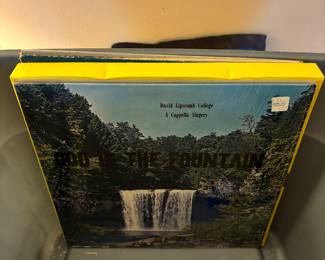 David Lipscomb College
A Cappella Singers
GOD IS THE FOUNTAIN